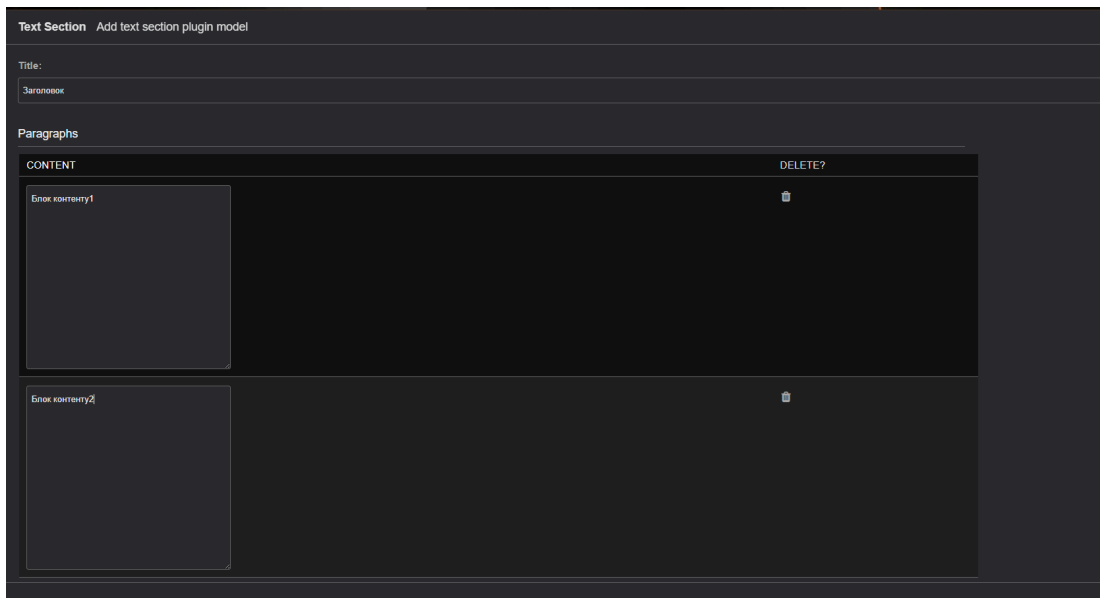 Text Section Add text section plugin model
Title:
Заголовок
Paragraphs
CONTENT DELETE?
Блок контенту1
Блок контенту2